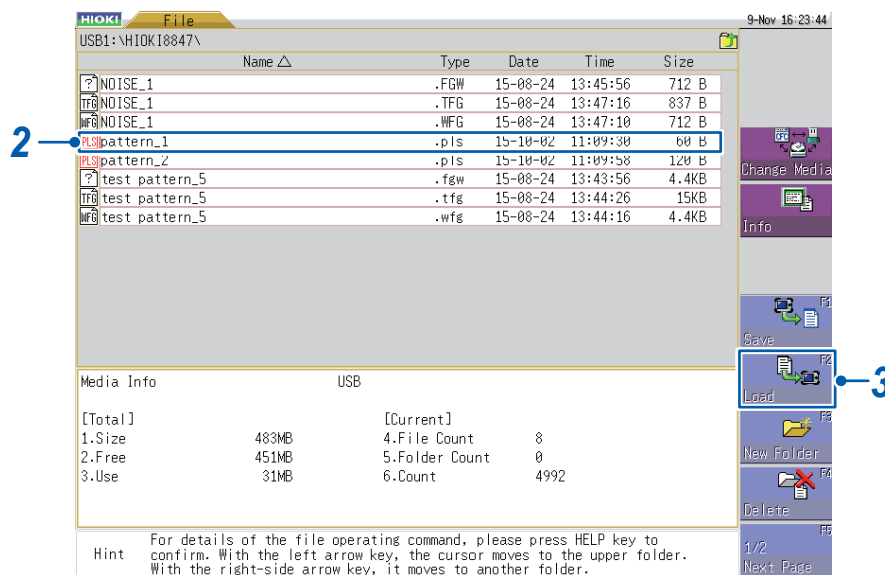 HIOKI File 9-Nov 16:23:44
USB1:\HIOKI8847\
Name△ Type Date Time Size
? NOISE_1 .FGW 15-08-24 13:45:56 712 B
TFG NOISE_1 .TFG 15-08-24 13:47:16 837 B
WFG NOISE_1 .WFG 15-08-24 13:47:10 712 B
2 PLS pattern_1 .pls 15-10-02 11:09:30 60 B
PLS pattern_2 .pls 15-10-02 11:09:58 120 B
? test pattern_5 .fgw 15-08-24 13:43:56 4.4KB
TFG test pattern_5 .tfg 15-08-24 13:44:26 15KB
WFG test pattern_5 .wfg 15-08-24 13:44:16 4.4KB
CFC
Change Media
Info
F1
Save
F2
Load
3
F3
New Folder
F4
Delete
F5
1/2
Next Page
Media Info USB
[Total] [Current]
1.Size 483MB 4.File Count 8
2.Free 451MB 5.Folder Count 0
3.Use 31MB 6.Count 4992
Hint
For details of the file operating command, please press HELP key to
confirm. With the left arrow key, the cursor moves to the upper folder.
With the right-side arrow key, it moves to another folder.